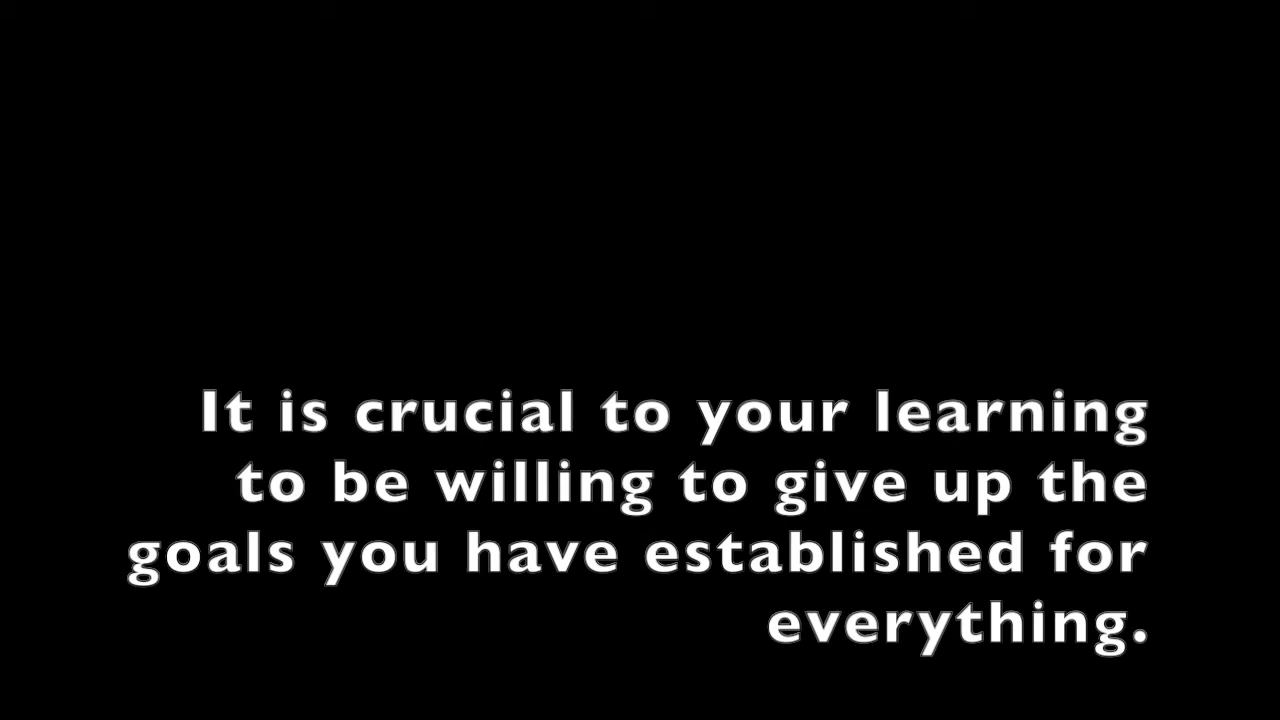 It is crucial to your learning
to be willing to give up the
goals you have established for
everything.